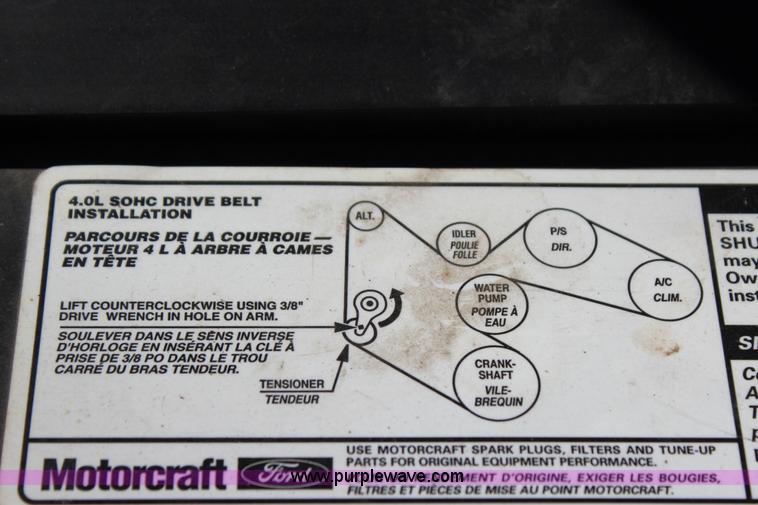 4.0L SOHC DRIVE BELT
INSTALLATION
PARCOURS DE LA COURROIE —
MOTEUR 4 L À ARBRE À CAMES
EN TÊTE
LIFT COUNTERCLOCKWISE USING 3/8"
DRIVE WRENCH IN HOLE ON ARM.
SOULEVER DANS LE SÈNS INVERSE
D'HORLOGE EN INSÉRANT LA CLÉ À
PRISE DE 3/8 PO DANS LE TROU
CARRÉ DU BRAS TENDEUR.
TENSIONER
TENDEUR
ALT.
IDLER
POULIE
FOLLE
P/S
DIR.
A/C
CLIM.
WATER
PUMP
POMPE À
EAU
CRANK-
SHAFT
VILE-
BREQUIN
This
SHU
may
Own
inst
Motorcraft
Ford
USE MOTORCRAFT SPARK PLUGS, FILTERS AND TUNE-UP
PARTS FOR ORIGINAL EQUIPMENT PERFORMANCE.
www.purplewave.com
EMENT D'ORIGINE, EXIGER LES BOUGIES,
FILTRES ET PIÈCES DE MISE AU POINT MOTORCRAFT.